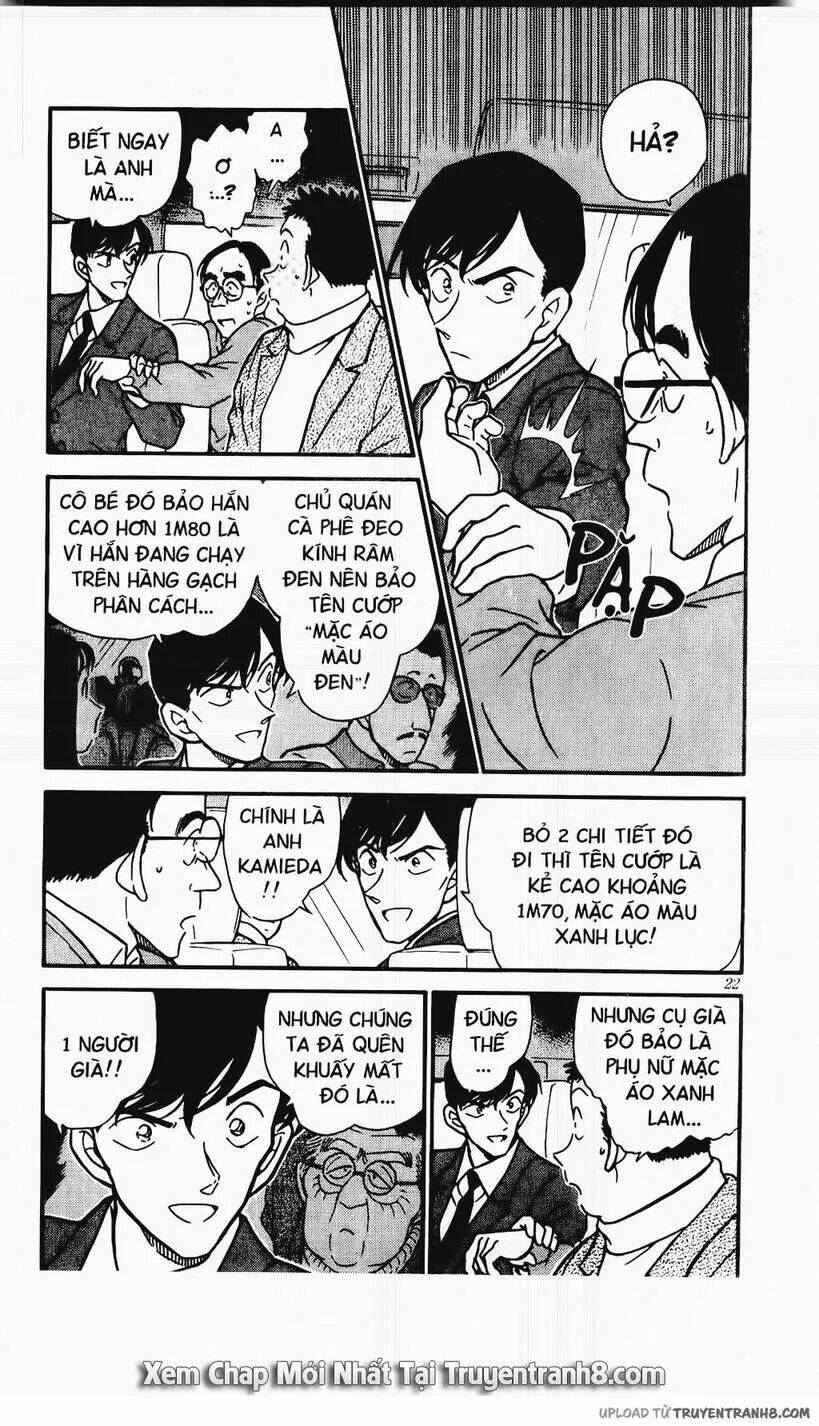 HẢ?
PẶP
A
...
Ơ
...?
BIẾT NGAY
LÀ ANH
MÀ...
CHỦ QUÁN
CÀ PHÊ ĐEO
KÍNH RÂM
ĐEN NÊN BẢO
TÊN CƯỚP
"MẶC ÁO
MÀU
ĐEN"!
CÔ BÉ ĐÓ BẢO HẮN
CAO HƠN 1M80 LÀ
VÌ HẮN ĐANG CHẠY
TRÊN HÀNG GẠCH
PHÂN CÁCH...
BỎ 2 CHI TIẾT ĐÓ
ĐI THÌ TÊN CƯỚP LÀ
KẺ CAO KHOẢNG
1M70, MẶC ÁO MÀU
XANH LỤC!
CHÍNH LÀ
ANH
KAMIEDA
!!
22
NHƯNG CỤ GIÀ
ĐÓ BẢO LÀ
PHỤ NỮ MẶC
ÁO XANH
LAM...
ĐÚNG
THẾ
...
NHƯNG CHÚNG
TA ĐÃ QUÊN
KHUẤY MẤT
ĐÓ LÀ...
1 NGƯỜI
GIÀ!!
Xem Chap Mới Nhất Tại Truyentranh8.com
UPLOAD TỪ TRUYENTRANH8.COM